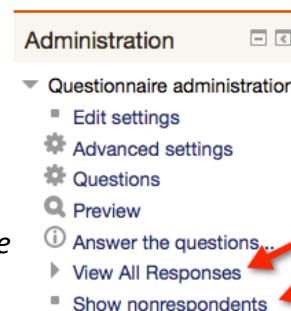 Administration
Questionnaire administration
Edit settings
Advanced settings
Questions
Preview
e
Answer the questions...
View All Responses
Show nonrespondents